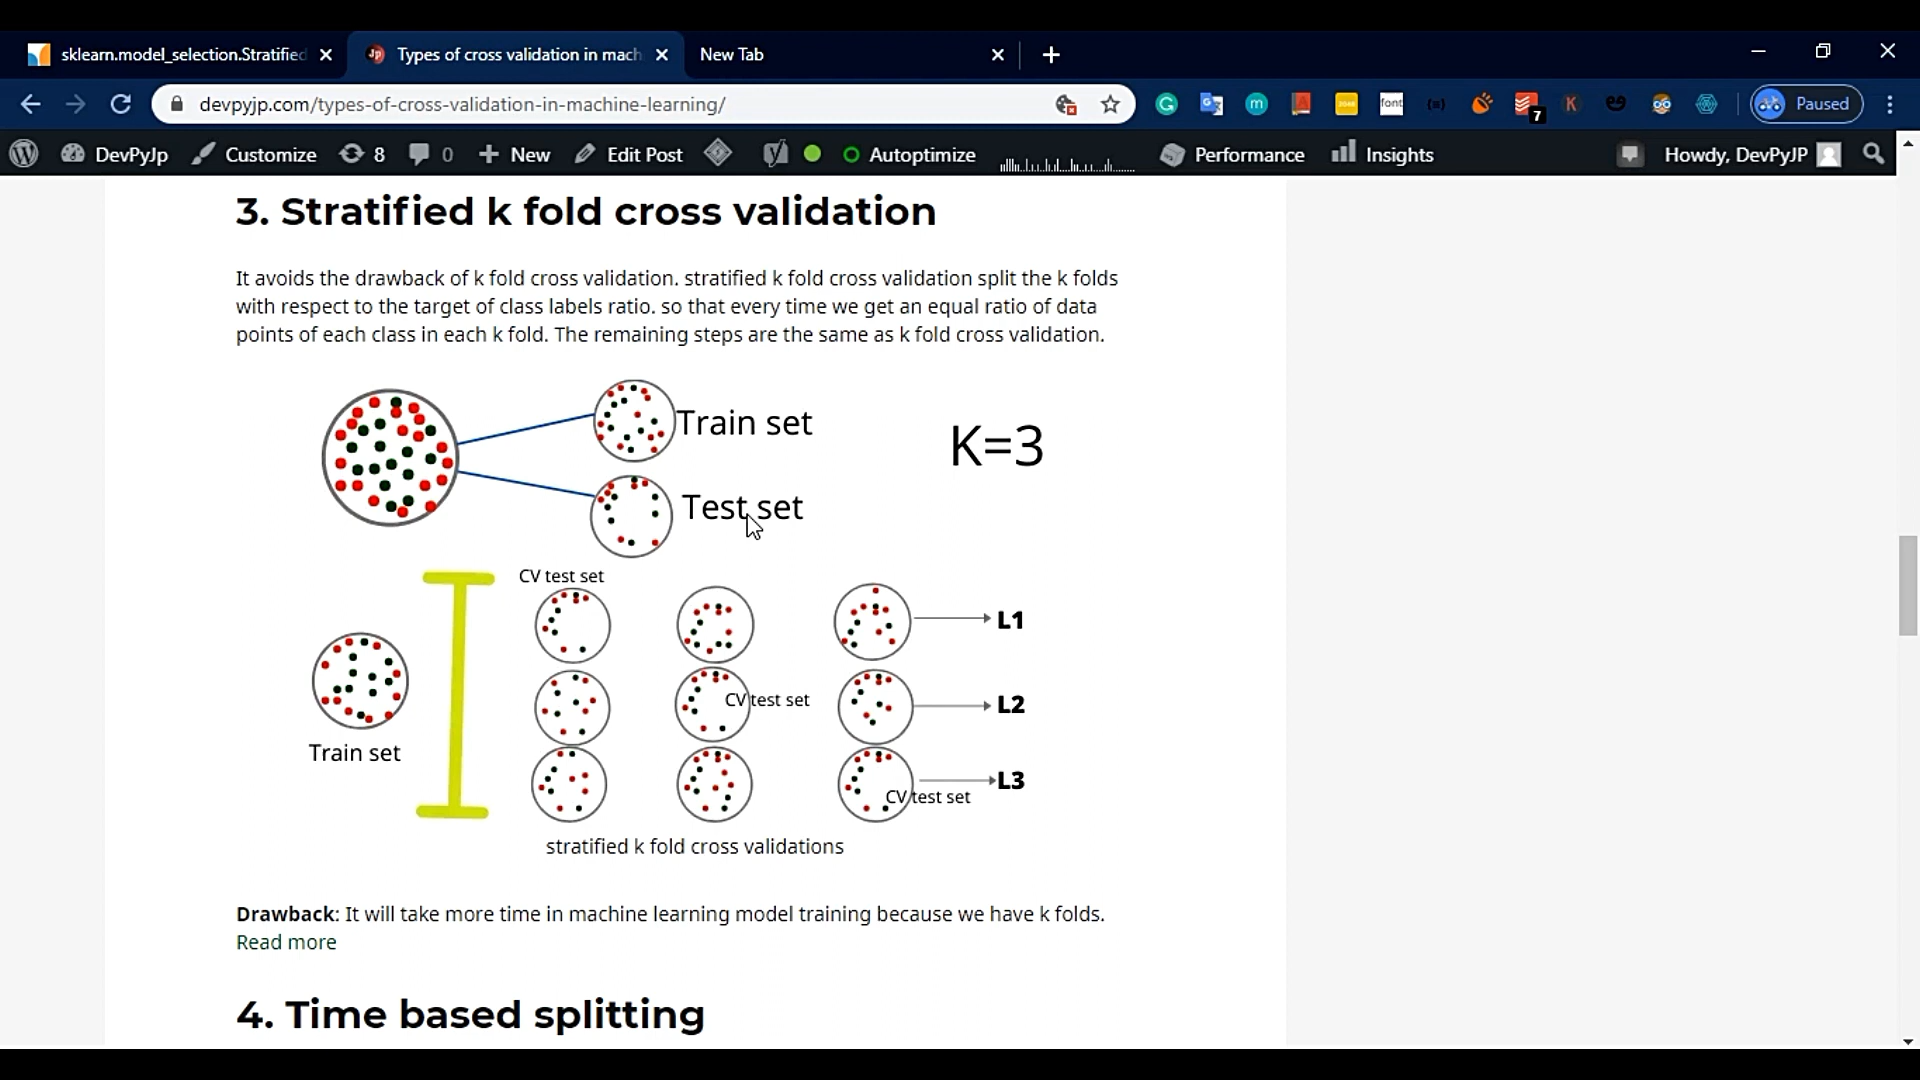 sklearn.model_selection.Stratified
Types of cross validation in mach
New Tab
devpyjp.com/types-of-cross-validation-in-machine-learning/
font
7
K
Paused
DevPyJp
Customize
8
0
New
Edit Post
Autoptimize
Performance
Insights
Howdy, DevPyJP
3. Stratified k fold cross validation
It avoids the drawback of k fold cross validation. stratified k fold cross validation split the k folds
with respect to the target of class labels ratio. so that every time we get an equal ratio of data
points of each class in each k fold. The remaining steps are the same as k fold cross validation.
Train set
K=3
Test set
CV test set
L1
CV test set
L2
Train set
L3
CV test set
stratified k fold cross validations
Drawback: It will take more time in machine learning model training because we have k folds.
Read more
4. Time based splitting